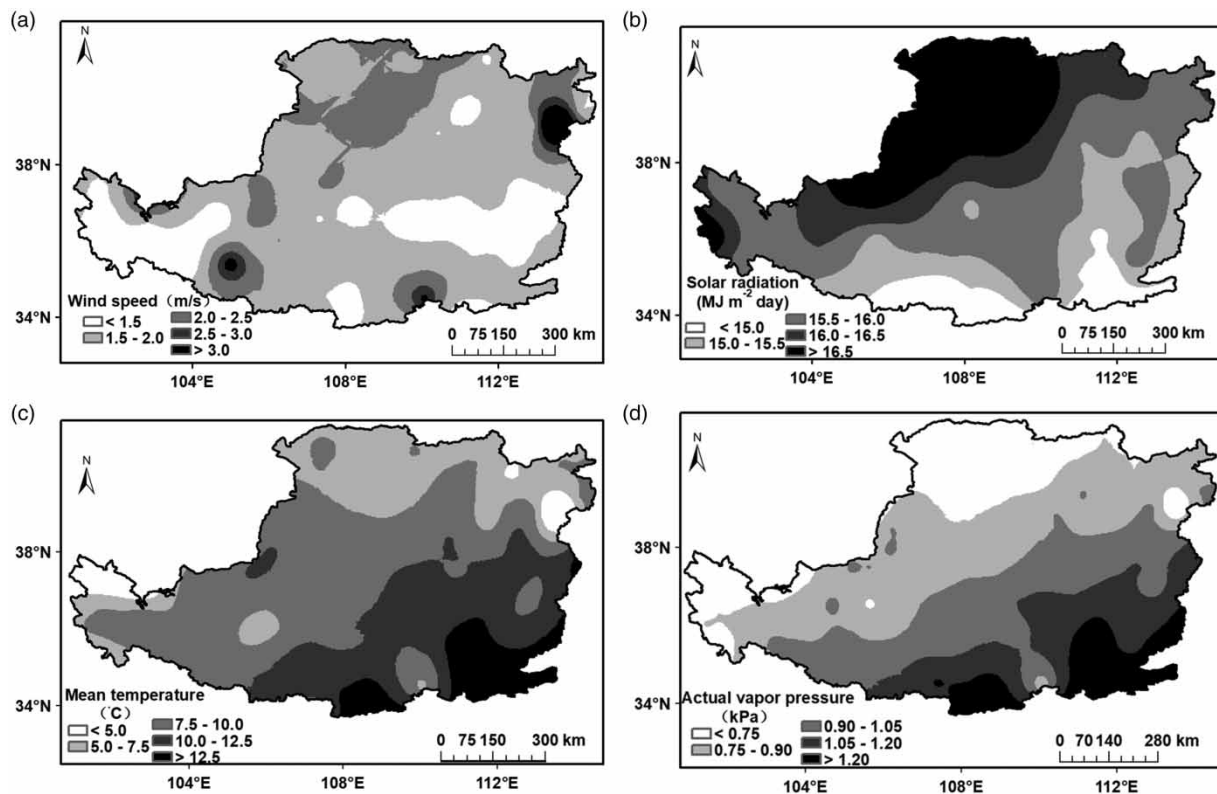 (a)
N
38°N
34°N
Wind speed (m/s)
< 1.5
1.5 - 2.0
2.0 - 2.5
2.5 - 3.0
> 3.0
0 75 150 300 km
104°E 108°E 112°E
(b)
N
38°N
34°N
Solar radiation
(MJ m⁻² day)
< 15.0
15.0 - 15.5
15.5 - 16.0
16.0 - 16.5
> 16.5
0 75 150 300 km
104°E 108°E 112°E
(c)
N
38°N
34°N
Mean temperature
(°C)
< 5.0
5.0 - 7.5
7.5 - 10.0
10.0 - 12.5
> 12.5
0 75 150 300 km
104°E 108°E 112°E
(d)
N
38°N
34°N
Actual vapor pressure
(kPa)
< 0.75
0.75 - 0.90
0.90 - 1.05
1.05 - 1.20
> 1.20
0 70 140 280 km
104°E 108°E 112°E